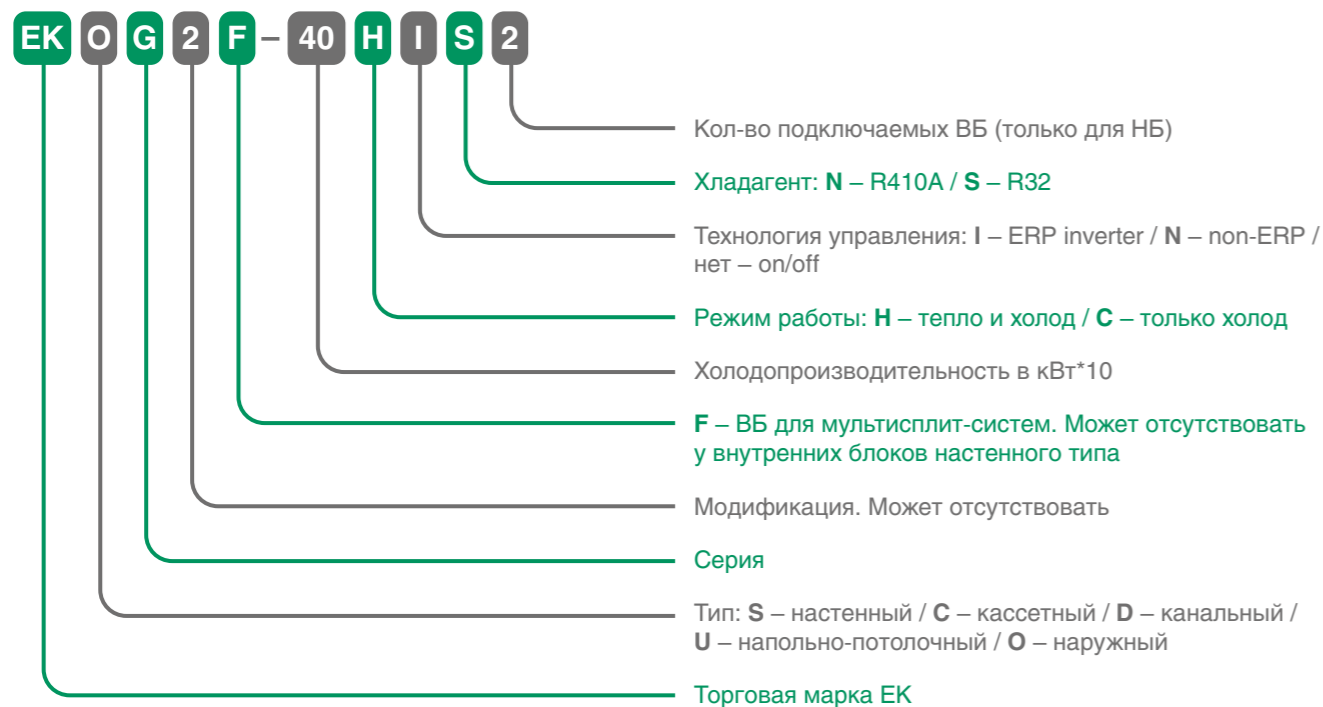 EK O G 2 F – 40 H I S 2
Кол-во подключаемых ВБ (только для НБ)
Хладагент: N – R410A / S – R32
Технология управления: I – ERP inverter / N – non-ERP /
нет – on/off
Режим работы: H – тепло и холод / C – только холод
Холодопроизводительность в кВт*10
F – ВБ для мультисплит-систем. Может отсутствовать
у внутренних блоков настенного типа
Модификация. Может отсутствовать
Серия
Тип: S – настенный / C – кассетный / D – канальный /
U – напольно-потолочный / O – наружный
Торговая марка EK